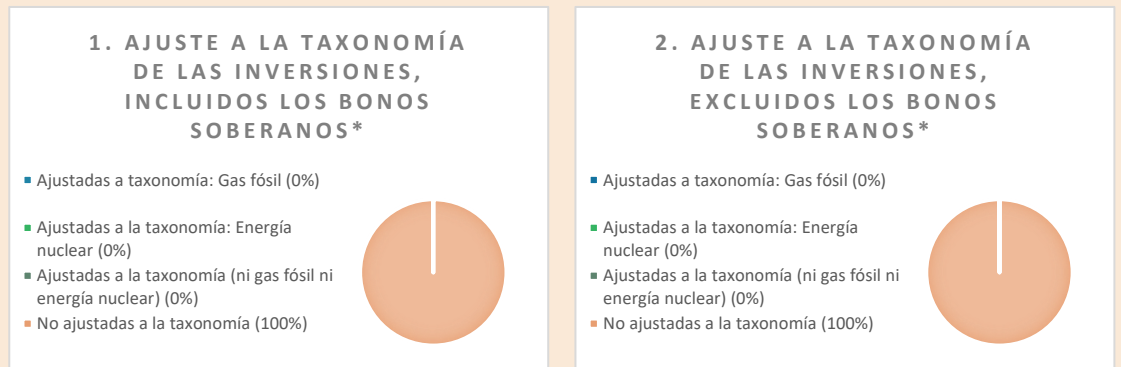 1. AJUSTE A LA TAXONOMÍA
DE LAS INVERSIONES,
INCLUIDOS LOS BONOS
SOBERANOS*
Ajustadas a taxonomía: Gas fósil (0%)
Ajustadas a la taxonomía: Energía
nuclear (0%)
Ajustadas a la taxonomía (ni gas fósil ni
energía nuclear) (0%)
No ajustadas a la taxonomía (100%)
2. AJUSTE A LA TAXONOMÍA
DE LAS INVERSIONES,
EXCLUIDOS LOS BONOS
SOBERANOS*
Ajustadas a taxonomía: Gas fósil (0%)
Ajustadas a la taxonomía: Energía
nuclear (0%)
Ajustadas a la taxonomía (ni gas fósil ni
energía nuclear) (0%)
No ajustadas a la taxonomía (100%)